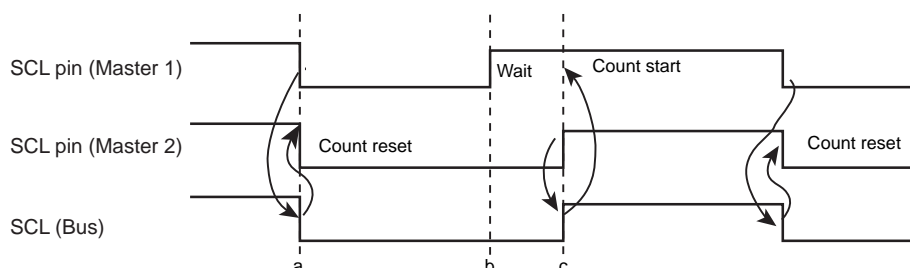 SCL pin (Master 1)
Wait
Count start
SCL pin (Master 2)
Count reset
Count reset
SCL (Bus)
a
b
c